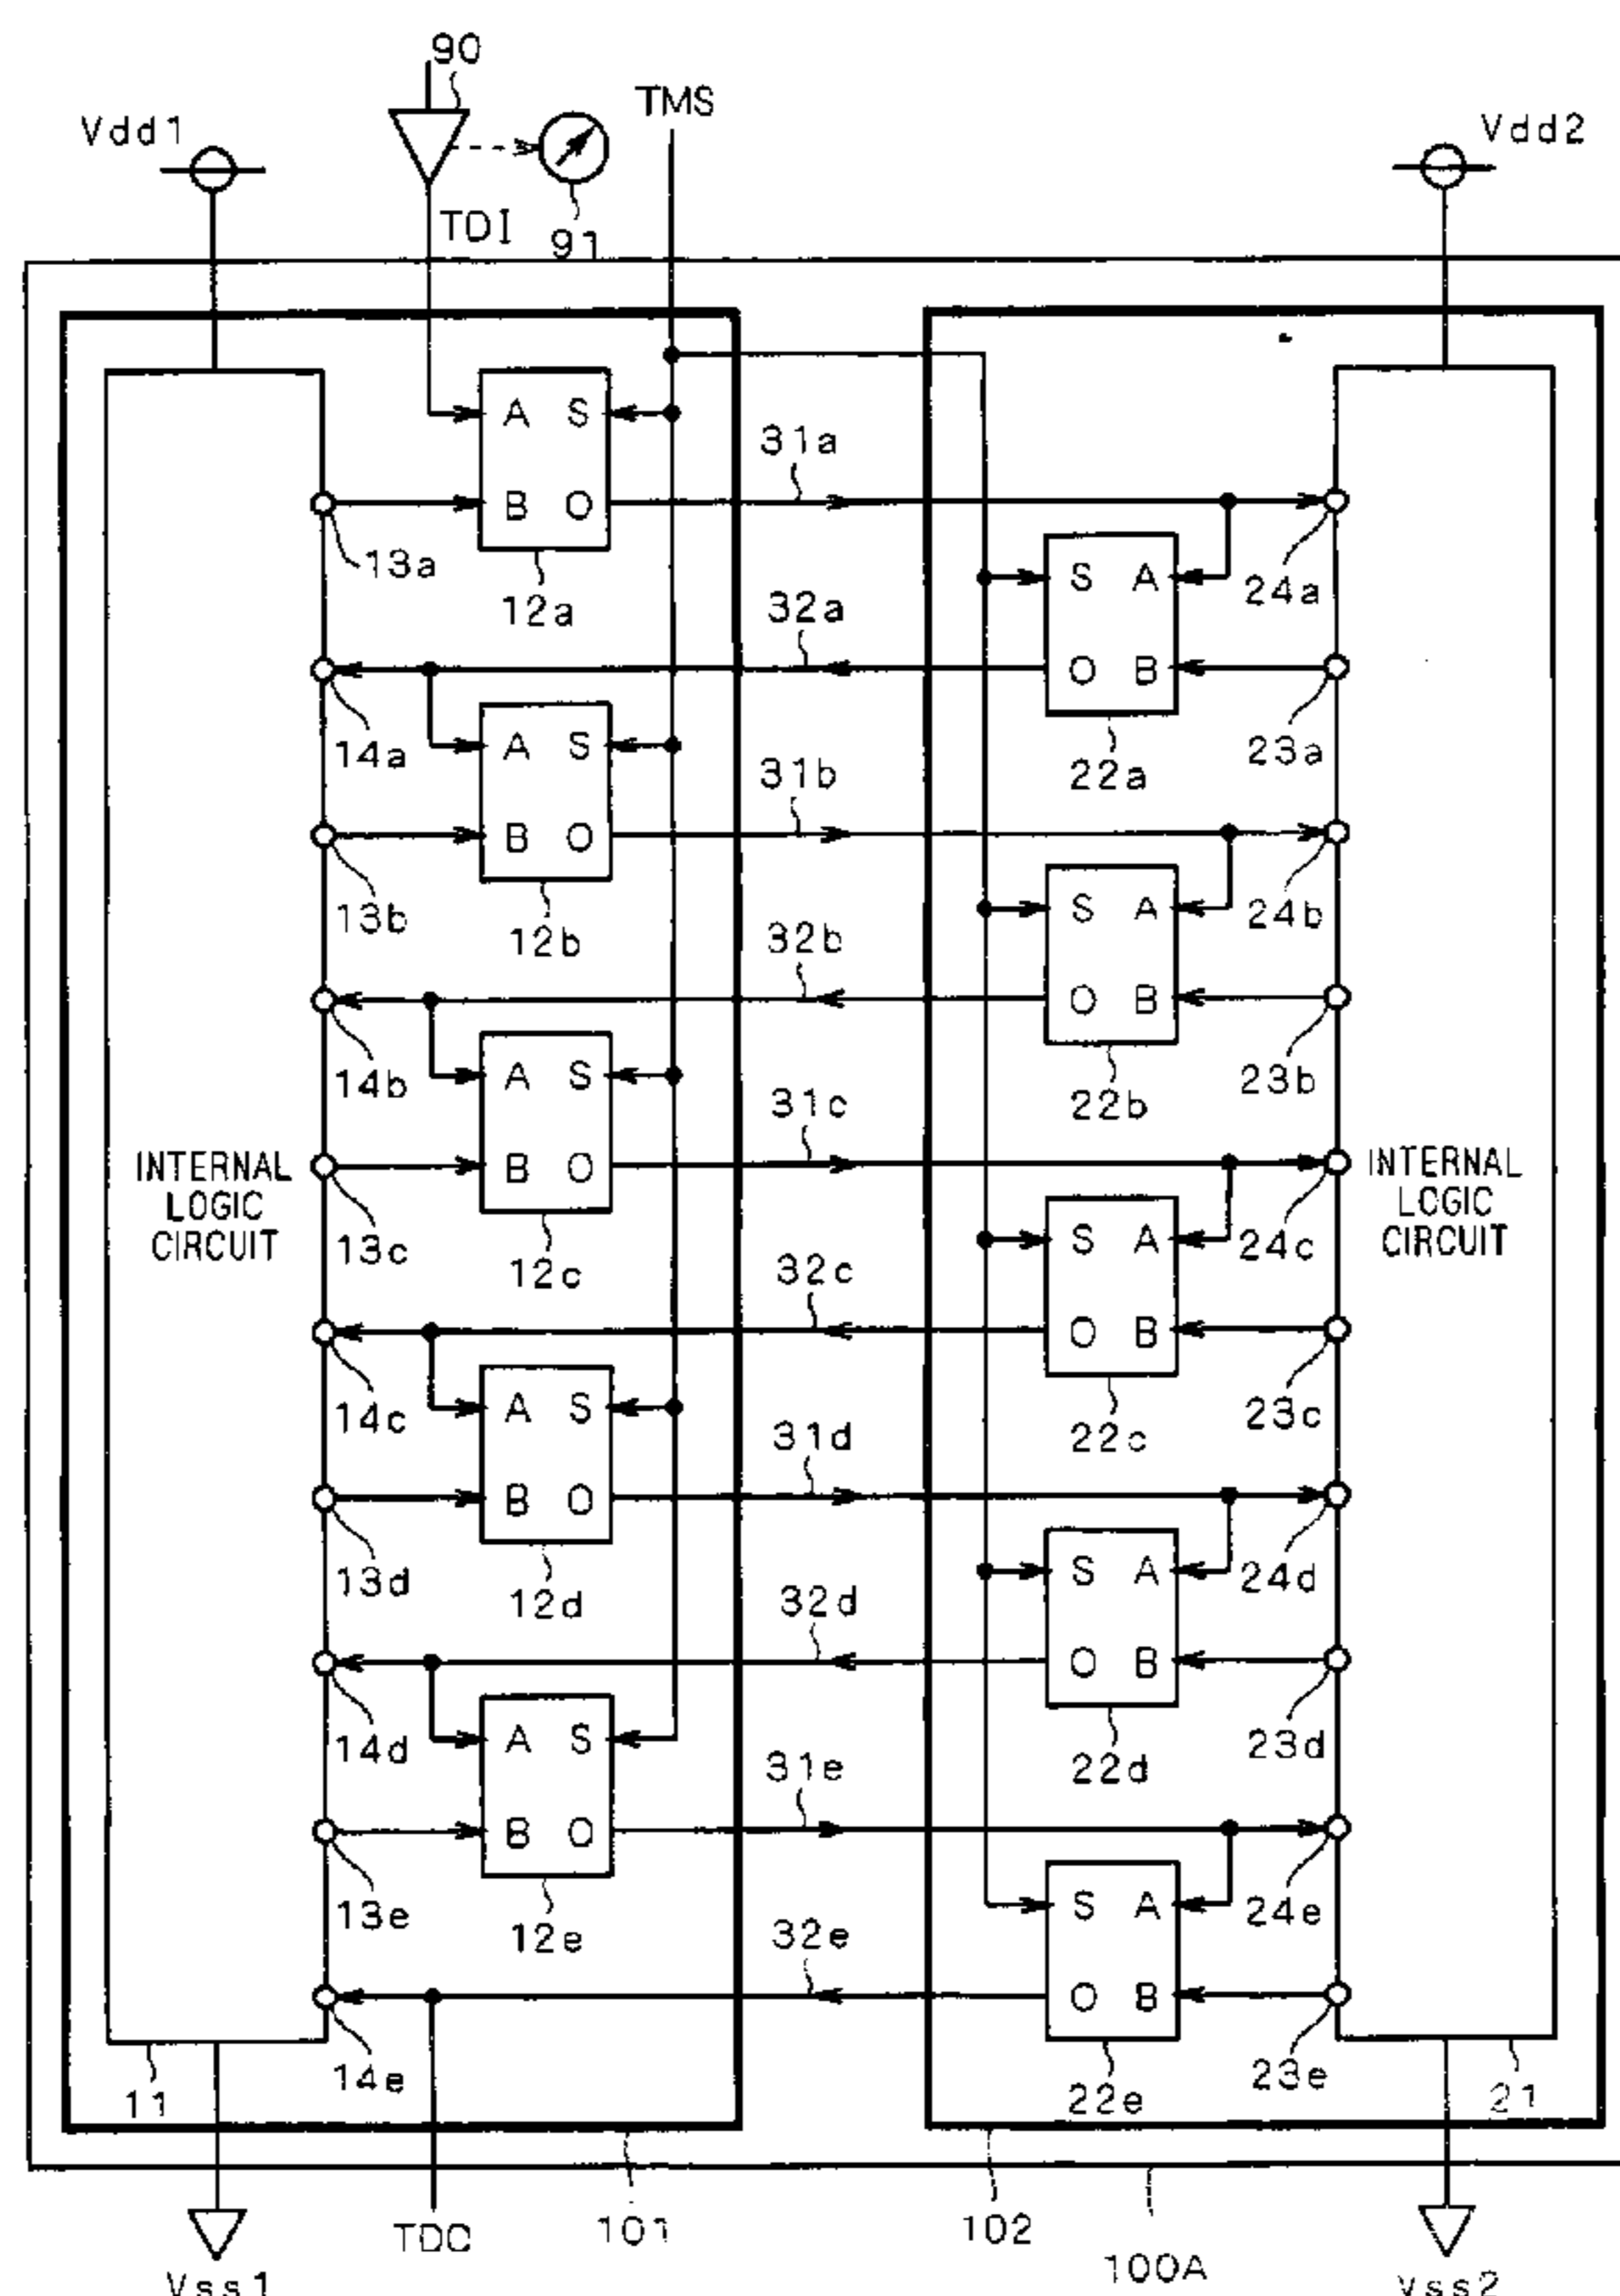 90
TMS
Vdd1
Vdd2
TDI
91
A S
B O
31a
13a
12a
24a
S A
O B
32a
14a
A S
B O
22a
23a
31b
13b
12b
24b
S A
O B
32b
14b
A S
B O
22b
23b
31c
INTERNAL
LOGIC
CIRCUIT
INTERNAL
LOGIC
CIRCUIT
13c
12c
24c
S A
O B
32c
14c
A S
B O
22c
23c
31d
13d
12d
24d
S A
O B
32d
14d
A S
B O
22d
23d
31e
13e
12e
24e
S A
O B
32e
11
14e
22e
23e
21
TDO
101
102
100A
Vss1
Vss2